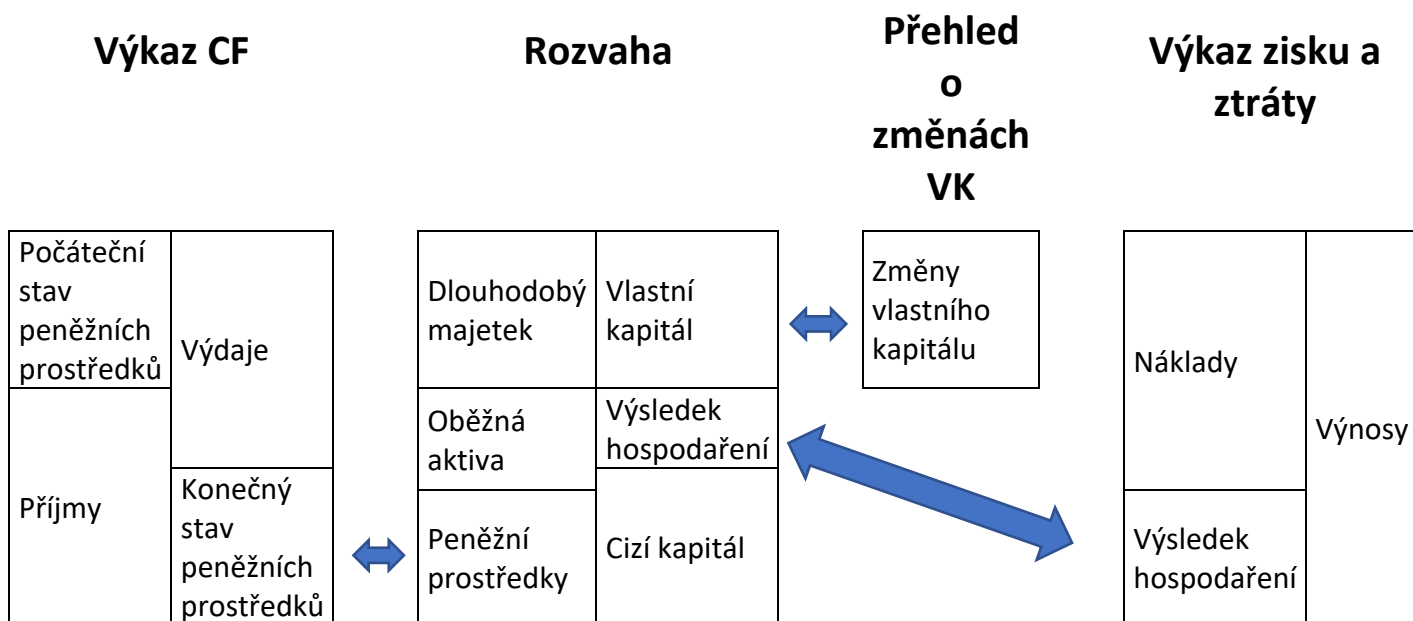 Výkaz CF
Rozvaha
Přehled
o
změnách
VK
Výkaz zisku a
ztráty
Počáteční
stav
peněžních
prostředků
Výdaje
Příjmy
Konečný
stav
peněžních
prostředků
Dlouhodobý
majetek
Vlastní
kapitál
Oběžná
aktiva
Výsledek
hospodaření
Peněžní
prostředky
Cizí kapitál
Změny
vlastního
kapitálu
Náklady
Výnosy
Výsledek
hospodaření